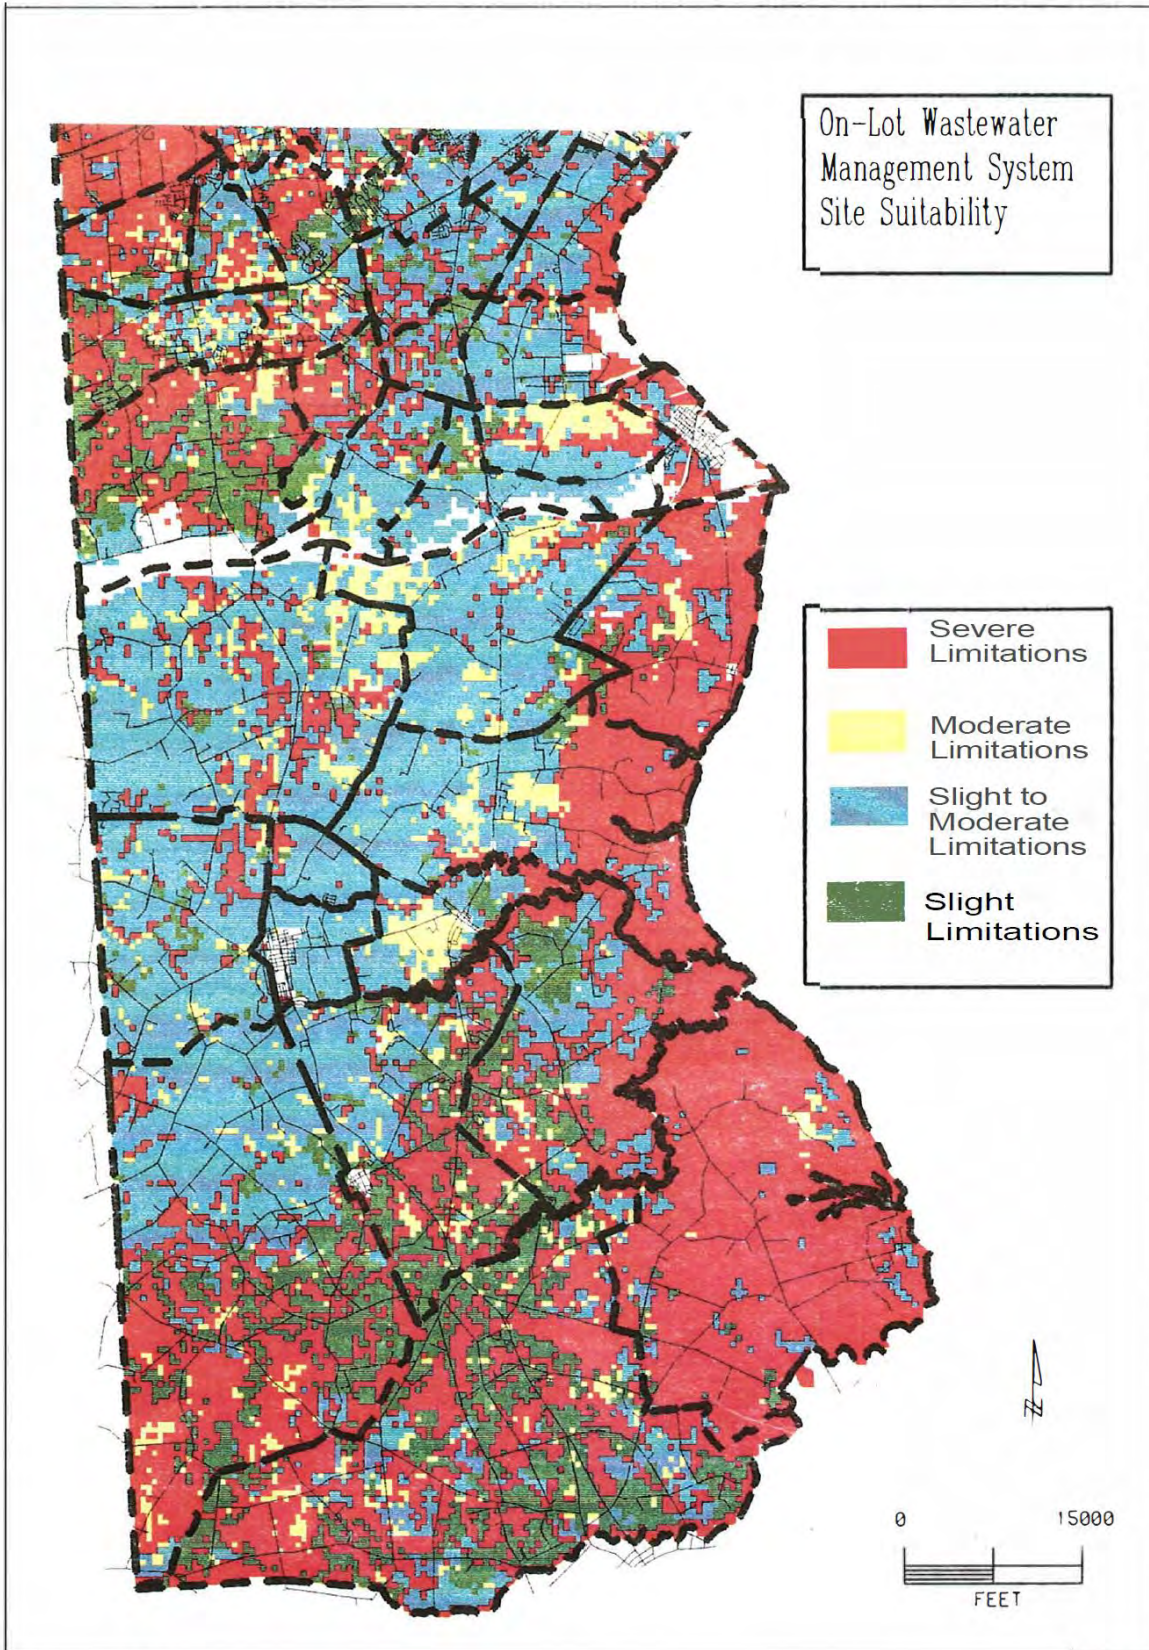 On-Lot Wastewater
Management System
Site Suitability
Severe
Limitations
Moderate
Limitations
Slight to
Moderate
Limitations
Slight
Limitations
0 15000
FEET